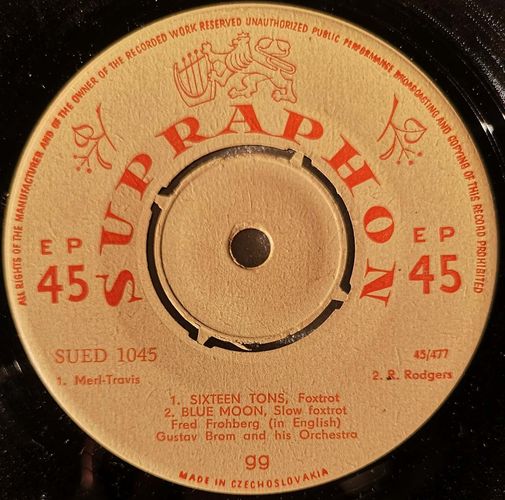 ALL RIGHTS OF THE MANUFACTURER AND OF THE OWNER OF THE RECORDED WORK RESERVED UNAUTHORIZED PUBLIC PERFORMANCE BROADCASTING AND COPYING OF THIS RECORD PROHIBITED
SUPRAPHON
EP 45
EP 45
SUED 1045
45/477
1. Merl-Travis
2. R. Rodgers
1. SIXTEEN TONS, Foxtrot
2. BLUE MOON, Slow foxtrot
Fred Frohberg (in English)
Gustav Brom and his Orchestra
gg
MADE IN CZECHOSLOVAKIA